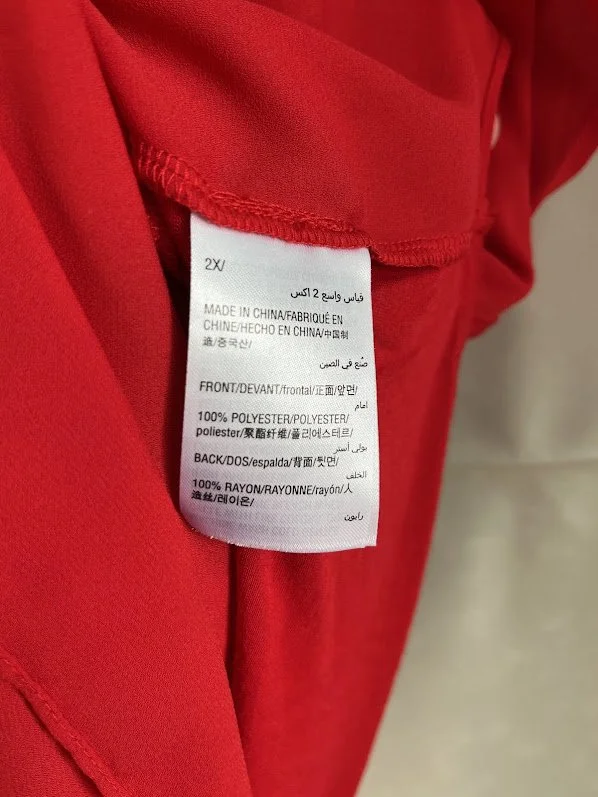 2X/
قياس واسع 2 اكس
MADE IN CHINA/FABRIQUÉ EN
CHINE/HECHO EN CHINA/中国制
造/중국산/
صُنع في الصين
FRONT/DEVANT/frontal/正面/앞면/
امام
100% POLYESTER/POLYESTER/
poliester/聚酯纤维/폴리에스테르/
بولي أستر
BACK/DOS/espalda/背面/뒷면/
الخلف
100% RAYON/RAYONNE/rayón/人
造丝/레이온/
رايون